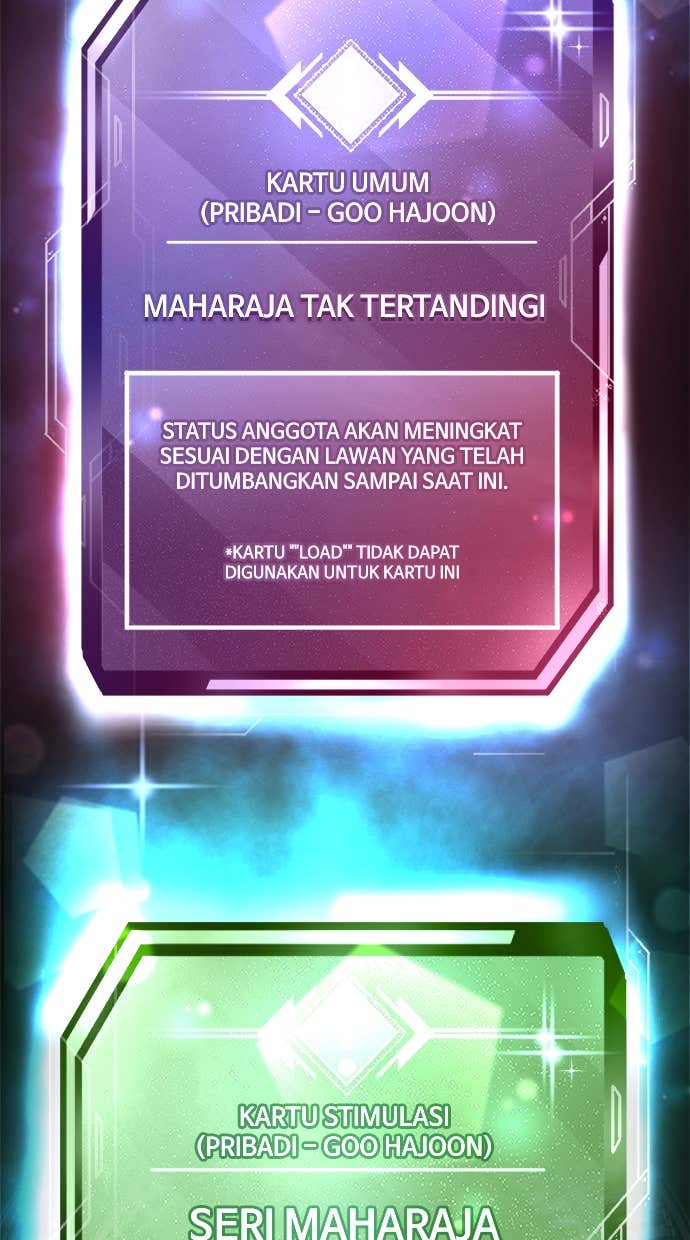 KARTU UMUM
(PRIBADI - GOO HAJOON)
MAHARAJA TAK TERTANDINGI
STATUS ANGGOTA AKAN MENINGKAT
SESUAI DENGAN LAWAN YANG TELAH
DITUMBANGKAN SAMPAI SAAT INI.
*KARTU ""LOAD"" TIDAK DAPAT
DIGUNAKAN UNTUK KARTU INI
KARTU STIMULASI
(PRIBADI - GOO HAJOON)
SERI MAHARAJA